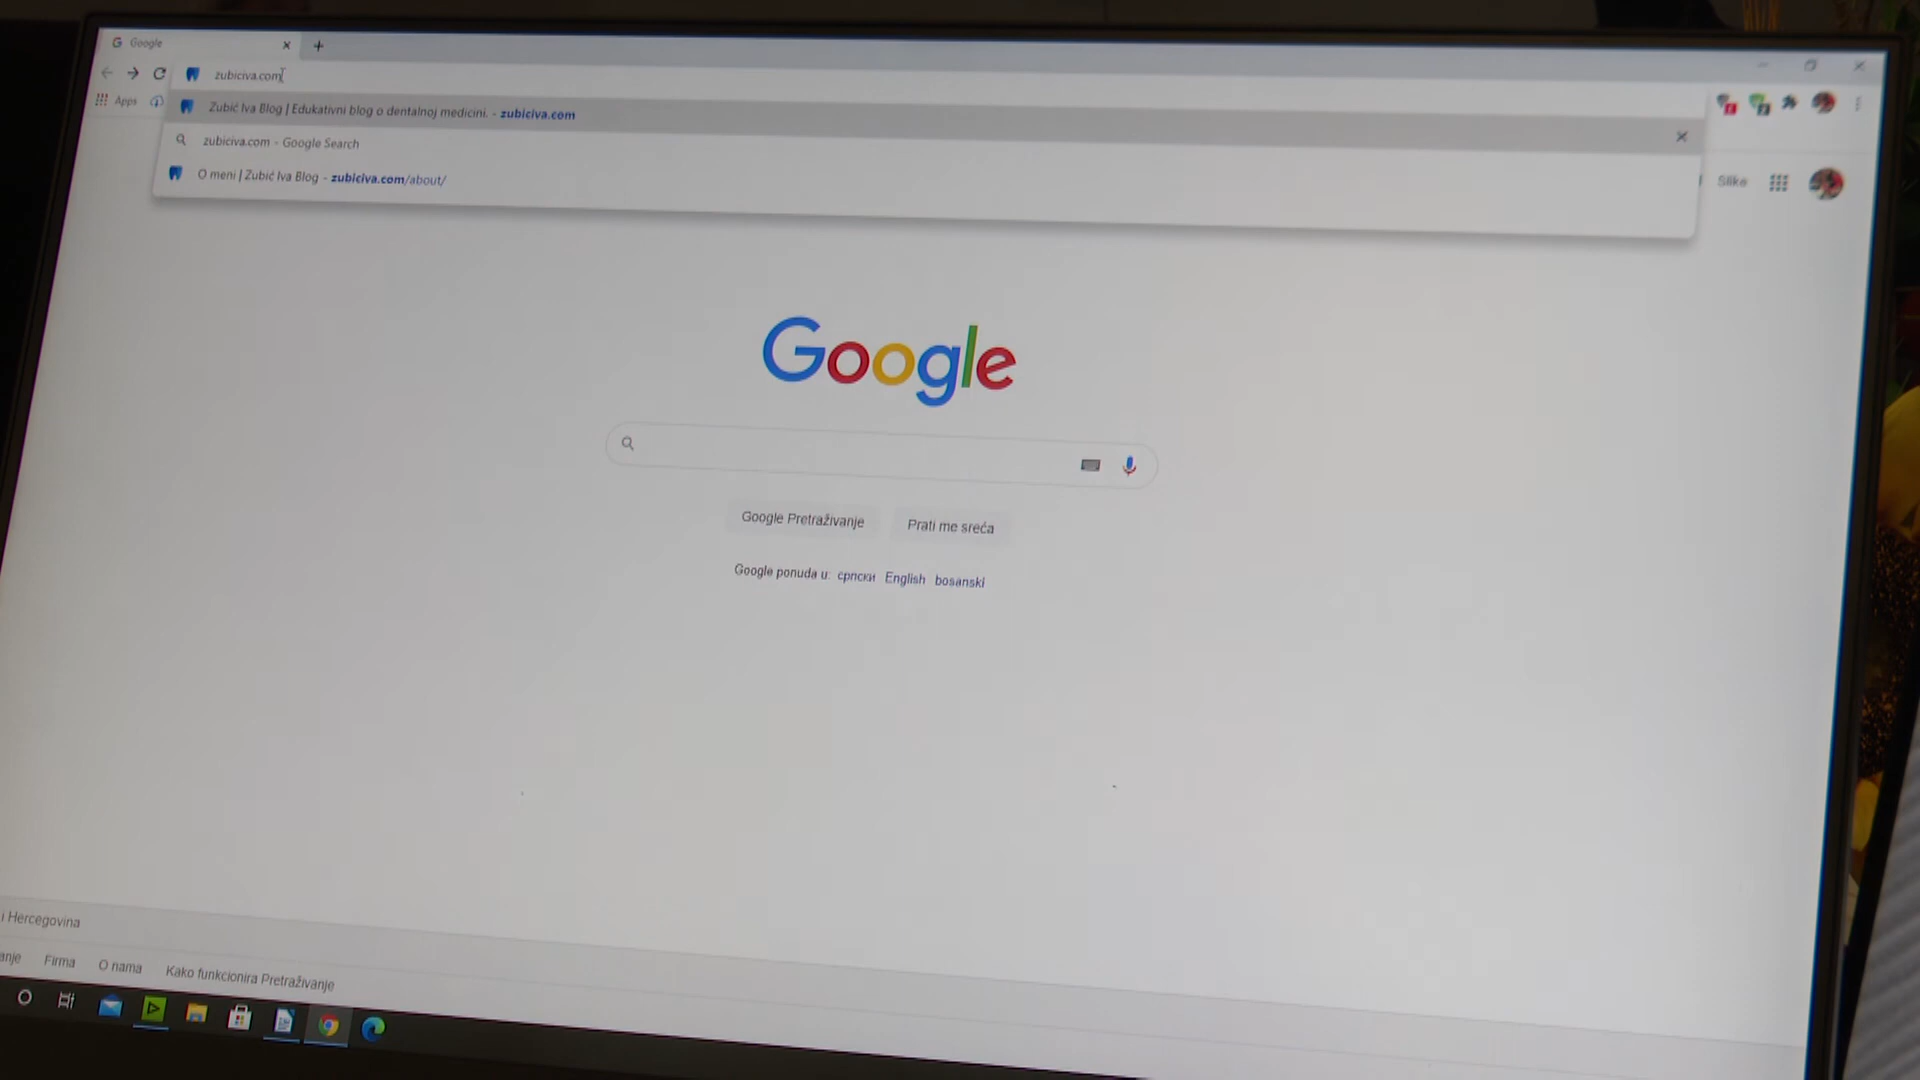 Google
zubiciva.com
Apps
Zubić Iva Blog | Edukativni blog o dentalnoj medicini. - zubiciva.com
zubiciva.com - Google Search
O meni | Zubić Iva Blog - zubiciva.com/about/
Slike
Google
Google Pretraživanje
Prati me sreća
Google ponuda u: српски English bosanski
i Hercegovina
anje Firma O nama Kako funkcionira Pretraživanje